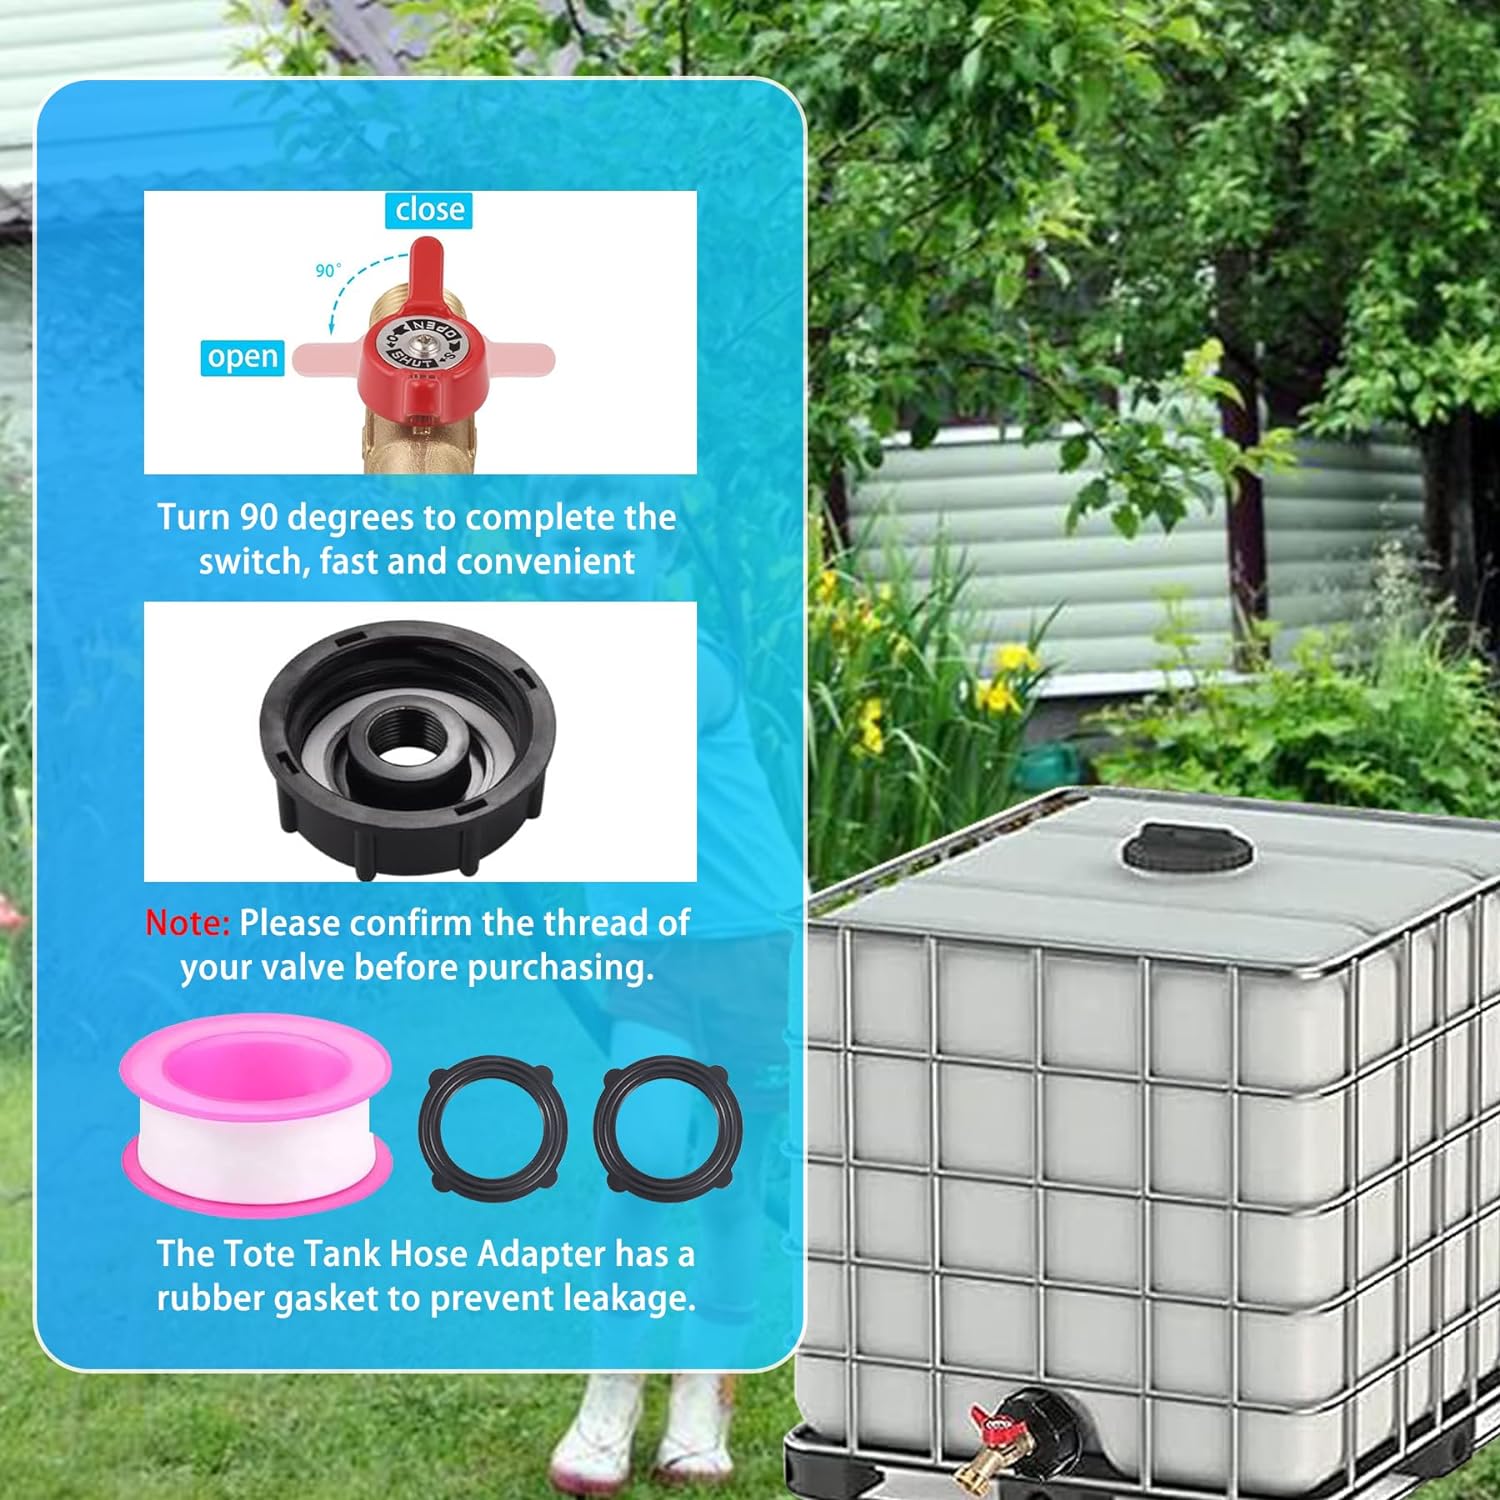 close
90°
open
OPEN
SHUT
Turn 90 degrees to complete the
switch, fast and convenient
Note: Please confirm the thread of
your valve before purchasing.
The Tote Tank Hose Adapter has a
rubber gasket to prevent leakage.